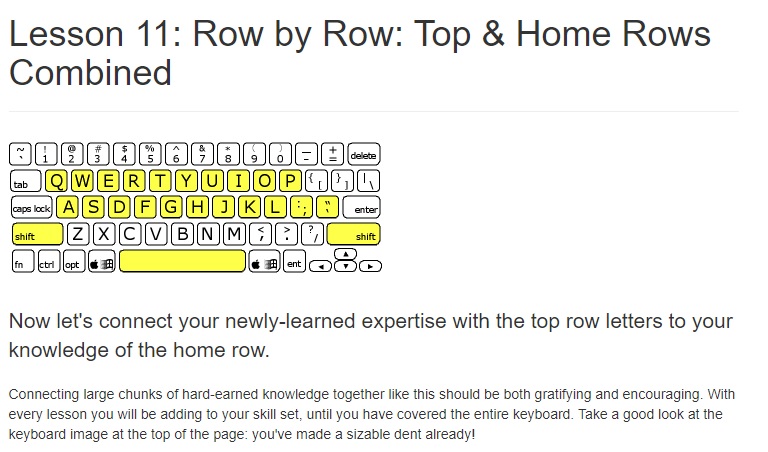 Lesson 11: Row by Row: Top & Home Rows
Combined
~ ! @ # $ % ^ & * ( ) _ + delete
` 1 2 3 4 5 6 7 8 9 0 - =
tab Q W E R T Y U I O P { [ } ] | \
caps lock A S D F G H J K L : ; " ' enter
shift Z X C V B N M < , > . ? / shift
fn ctrl opt ent ◄ ▲ ▼ ►
Now let's connect your newly-learned expertise with the top row letters to your
knowledge of the home row.
Connecting large chunks of hard-earned knowledge together like this should be both gratifying and encouraging. With
every lesson you will be adding to your skill set, until you have covered the entire keyboard. Take a good look at the
keyboard image at the top of the page: you've made a sizable dent already!